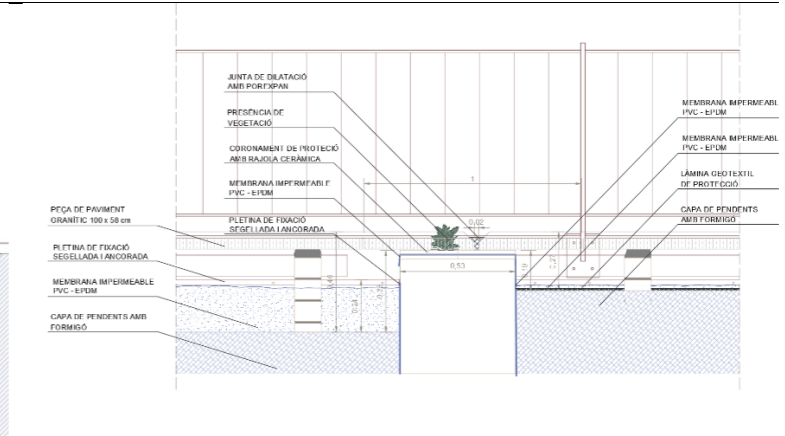 JUNTA DE DILATACIÓ
AMB POREXPAN
PRESÈNCIA DE
VEGETACIÓ
CORONAMENT DE PROTECIÓ
AMB RAJOLA CERÀMICA
MEMBRANA IMPERMEABLE
PVC - EPDM
PLETINA DE FIXACIÓ
SEGELLADA I ANCORADA
PEÇA DE PAVIMENT
GRANÍTIC 100 x 58 cm
PLETINA DE FIXACIÓ
SEGELLADA I ANCORADA
MEMBRANA IMPERMEABLE
PVC - EPDM
CAPA DE PENDENTS AMB
FORMIGÓ
MEMBRANA IMPERMEABL
PVC - EPDM
MEMBRANA IMPERMEABL
PVC - EPDM
LÀMINA GEOTEXTIL
DE PROTECCIÓ
CAPA DE PENDENTS
AMB FORMIGÓ
1
0,02
0,53
0,24